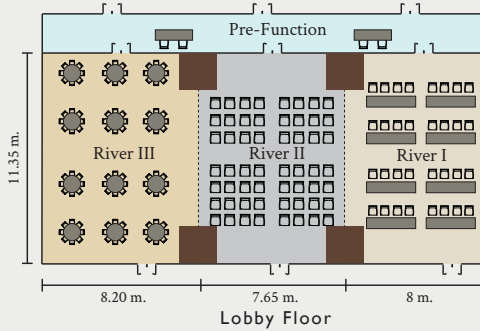 Pre-Function
River III
River II
River I
11.35 m.
8.20 m.
7.65 m.
8 m.
Lobby Floor